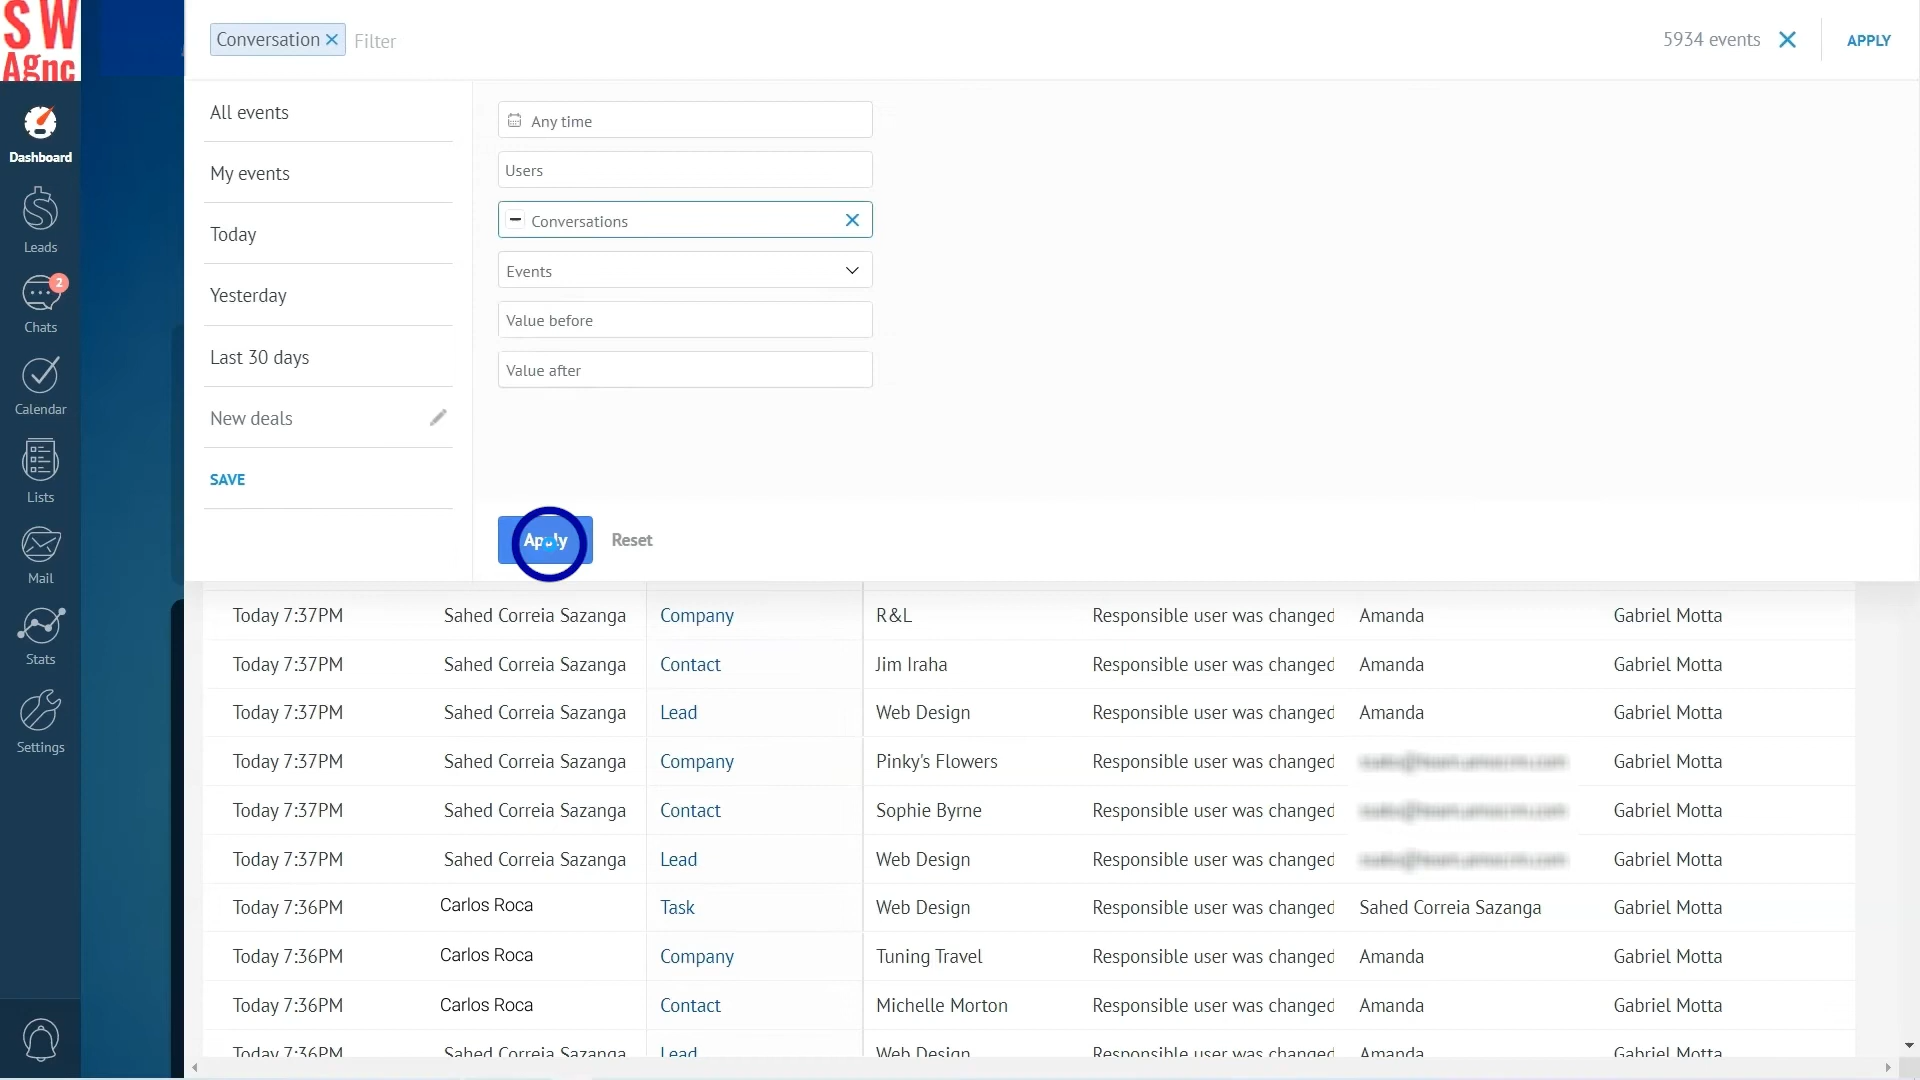 SW
Agnc
Conversation
Filter
5934 events
APPLY
Dashboard
Leads
2
Chats
Calendar
Lists
Mail
Stats
Settings
All events
My events
Today
Yesterday
Last 30 days
New deals
SAVE
Any time
Users
Conversations
Events
Value before
Value after
Apply
Reset
Today 7:37PM Sahed Correia Sazanga Company R&L Responsible user was changed Amanda Gabriel Motta
Today 7:37PM Sahed Correia Sazanga Contact Jim Iraha Responsible user was changed Amanda Gabriel Motta
Today 7:37PM Sahed Correia Sazanga Lead Web Design Responsible user was changed Amanda Gabriel Motta
Today 7:37PM Sahed Correia Sazanga Company Pinky's Flowers Responsible user was changed Gabriel Motta
Today 7:37PM Sahed Correia Sazanga Contact Sophie Byrne Responsible user was changed Gabriel Motta
Today 7:37PM Sahed Correia Sazanga Lead Web Design Responsible user was changed Gabriel Motta
Today 7:36PM Carlos Roca Task Web Design Responsible user was changed Sahed Correia Sazanga Gabriel Motta
Today 7:36PM Carlos Roca Company Tuning Travel Responsible user was changed Amanda Gabriel Motta
Today 7:36PM Carlos Roca Contact Michelle Morton Responsible user was changed Amanda Gabriel Motta
Today 7:36PM Sahed Correia Sazanga Lead Web Design Responsible user was changed Amanda Gabriel Motta